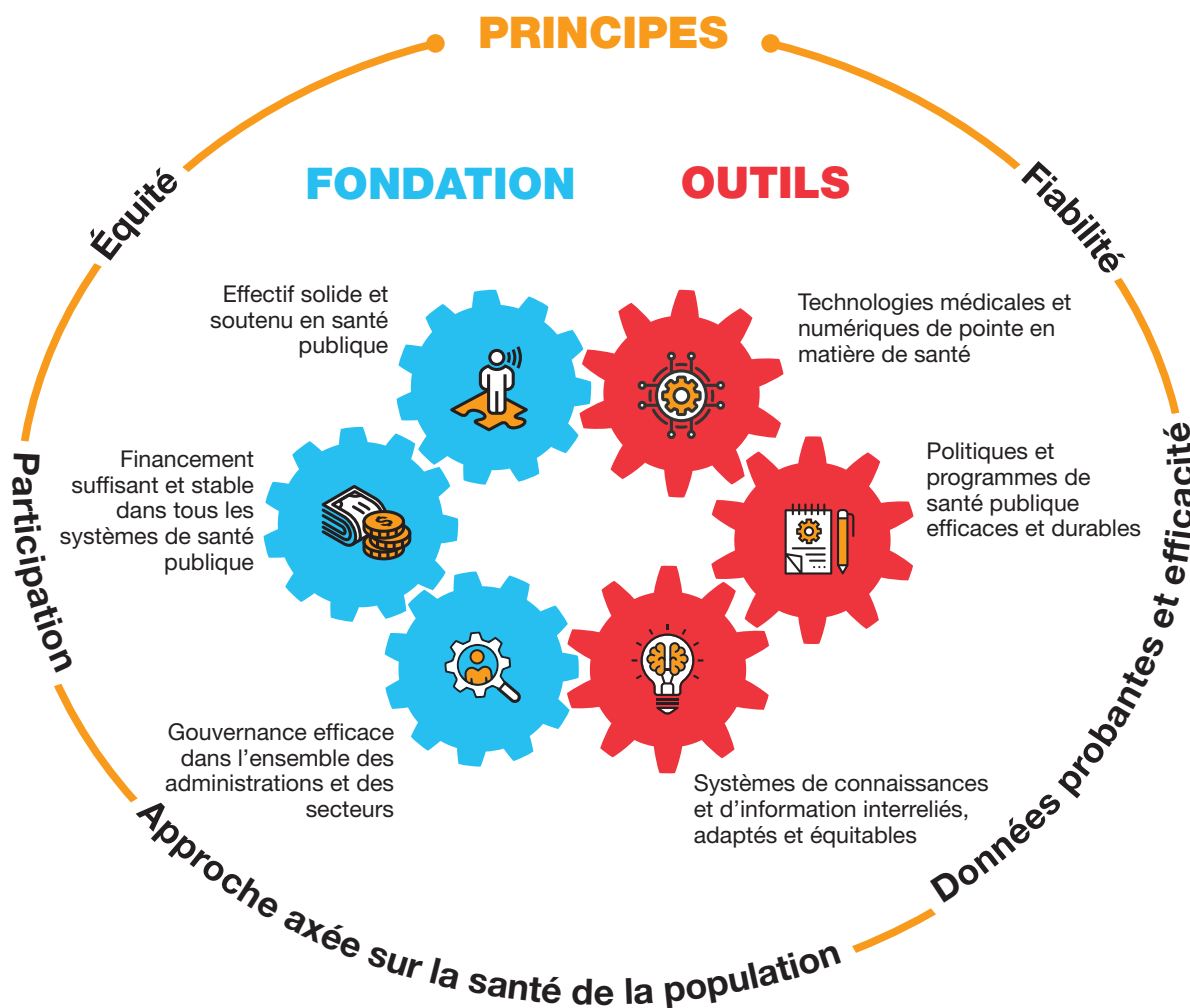 PRINCIPES
Équité
Fiabilité
FONDATION
OUTILS
Effectif solide et
soutenu en santé
publique
Technologies médicales et
numériques de pointe en
matière de santé
Financement
suffisant et stable
dans tous les
systèmes de santé
publique
Politiques et
programmes de
santé publique
efficaces et durables
Gouvernance efficace
dans l’ensemble des
administrations et des
secteurs
Systèmes de connaissances
et d’information interreliés,
adaptés et équitables
Participation
Données probantes et efficacité
Approche axée sur la santé de la population
$